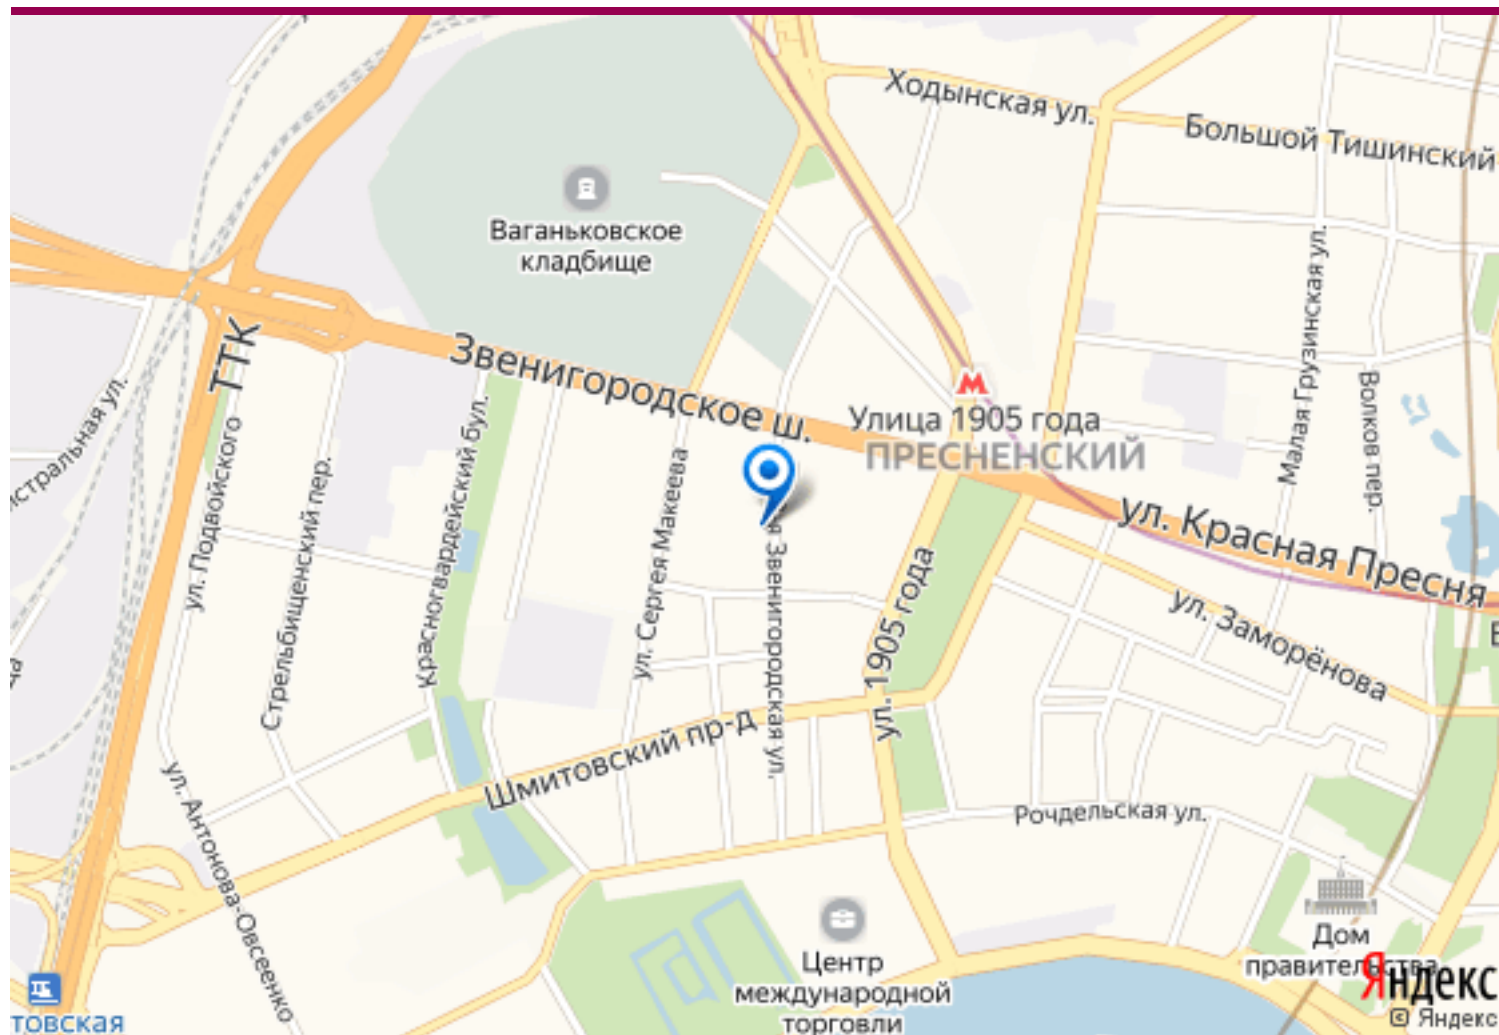 Ходынская ул.
Большой Тишинский
Ваганьковское
кладбище
Малая Грузинская ул.
Волков пер.
ТТК
Звенигородское ш.
М
Улица 1905 года
ПРЕСНЕНСКИЙ
ул. Красная Пресня
ул. Заморёнова
ул. Подвойского
Стрельбищенский пер.
Красногвардейский бул.
ул. Сергея Макеева
Звенигородская ул.
ул. 1905 года
Шмитовский пр-д
ул. Антонова-Овсеенко
Рочдельская ул.
Центр
международной
торговли
Дом
правительства
товская
Яндекс
© Яндекс